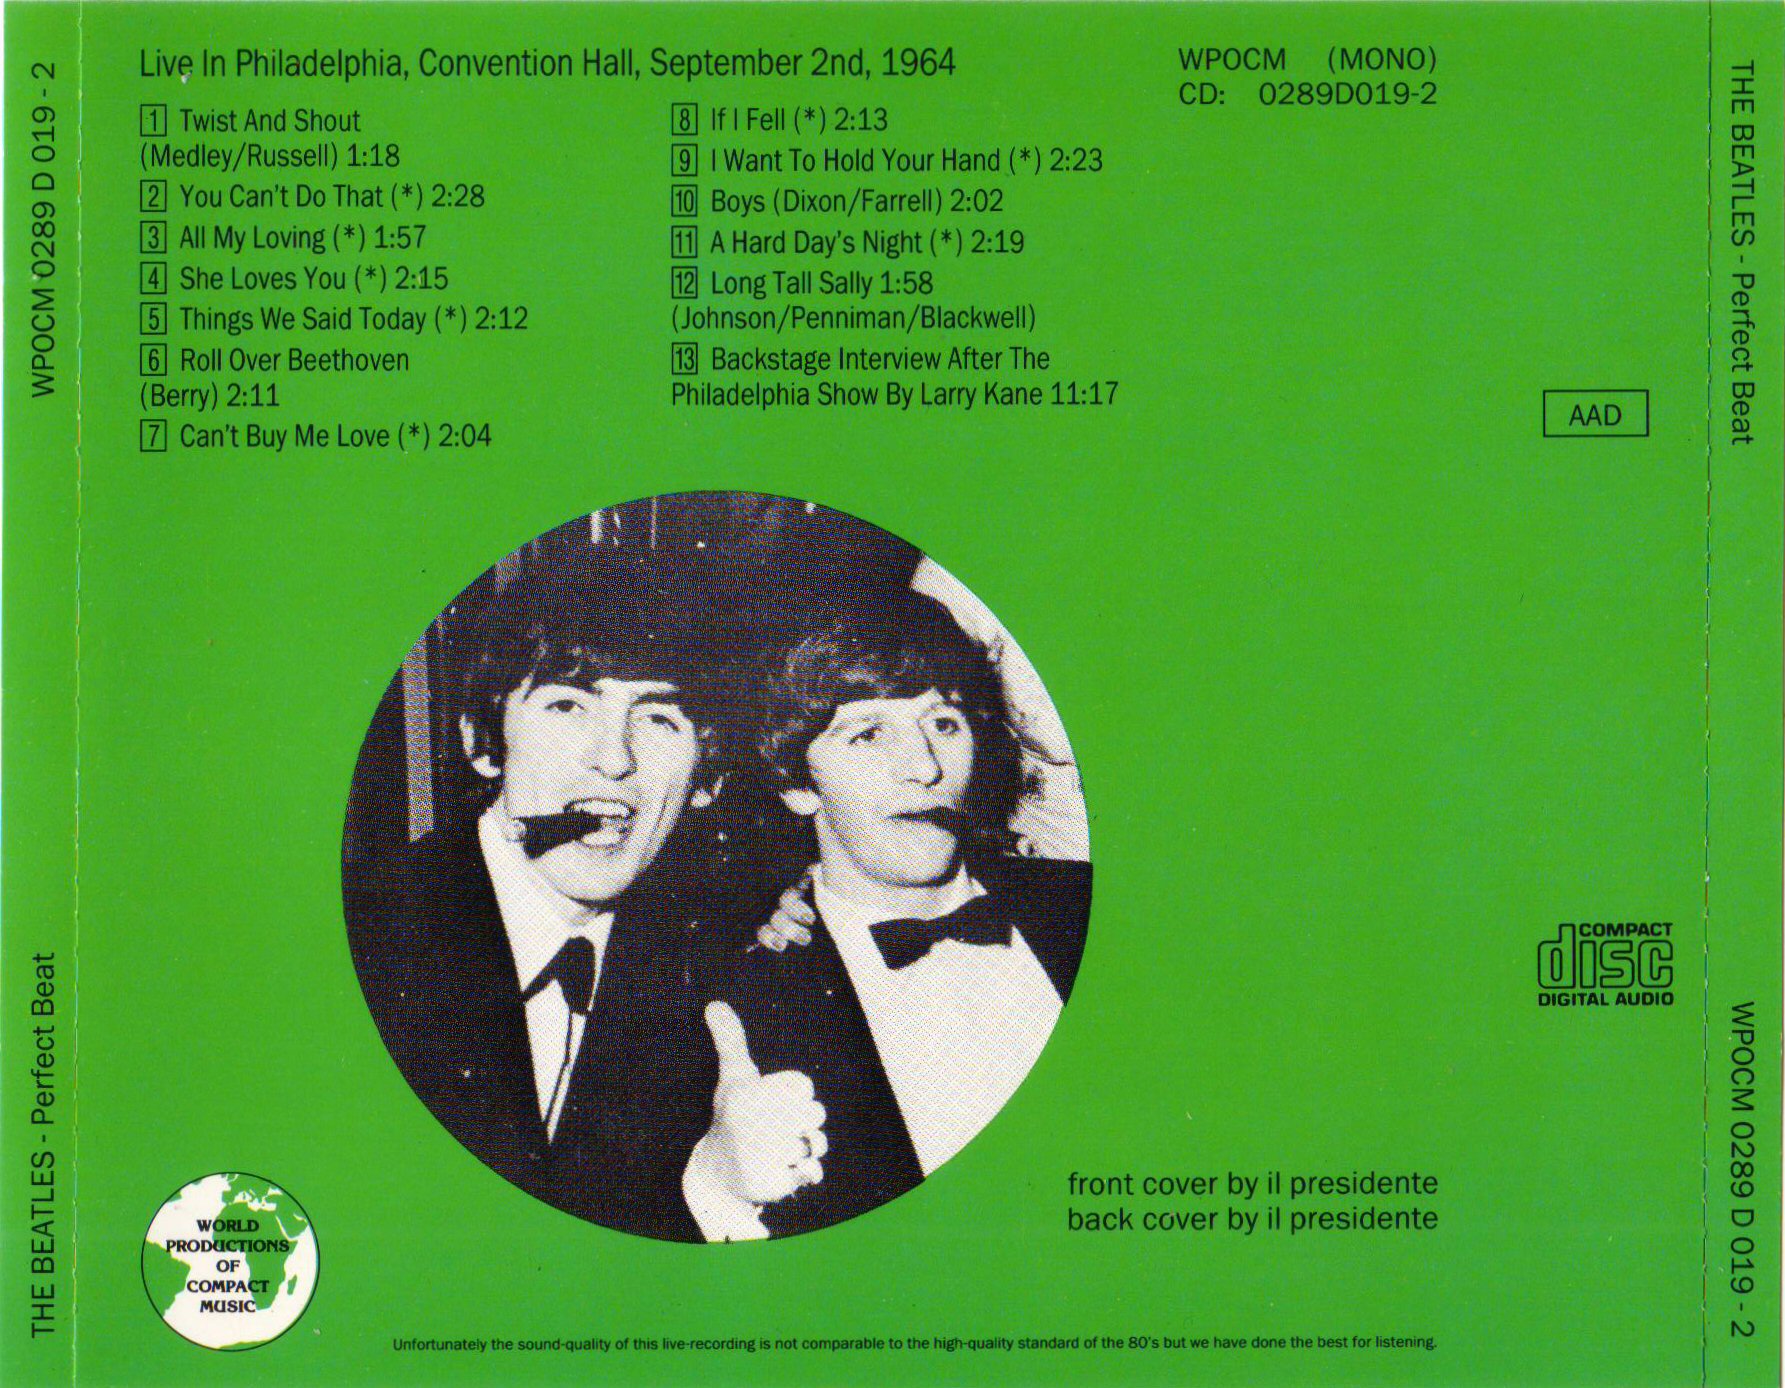 WPOCM 0289 D 019 - 2
THE BEATLES - Perfect Beat
Live In Philadelphia, Convention Hall, September 2nd, 1964
1 Twist And Shout
(Medley/Russell) 1:18
2 You Can't Do That (*) 2:28
3 All My Loving (*) 1:57
4 She Loves You (*) 2:15
5 Things We Said Today (*) 2:12
6 Roll Over Beethoven
(Berry) 2:11
7 Can't Buy Me Love (*) 2:04
8 If I Fell (*) 2:13
9 I Want To Hold Your Hand (*) 2:23
10 Boys (Dixon/Farrell) 2:02
11 A Hard Day's Night (*) 2:19
12 Long Tall Sally 1:58
(Johnson/Penniman/Blackwell)
13 Backstage Interview After The
Philadelphia Show By Larry Kane 11:17
WPOCM (MONO)
CD: 0289D019-2
AAD
COMPACT
disc
DIGITAL AUDIO
front cover by il presidente
back cover by il presidente
WORLD
PRODUCTIONS
OF
COMPACT
MUSIC
Unfortunately the sound-quality of this live-recording is not comparable to the high-quality standard of the 80's but we have done the best for listening.
THE BEATLES - Perfect Beat
WPOCM 0289 D 019 - 2